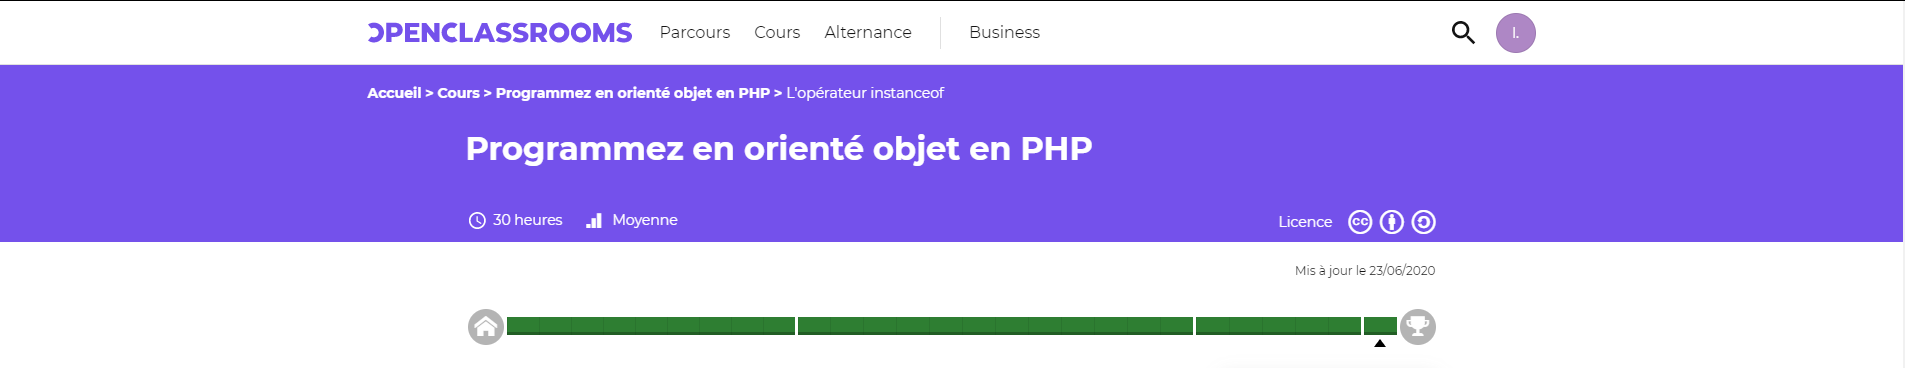 OPENCLASSROOMS Parcours Cours Alternance Business I.
Accueil > Cours > Programmez en orienté objet en PHP > L'opérateur instanceof
Programmez en orienté objet en PHP
30 heures Moyenne Licence cc
Mis à jour le 23/06/2020